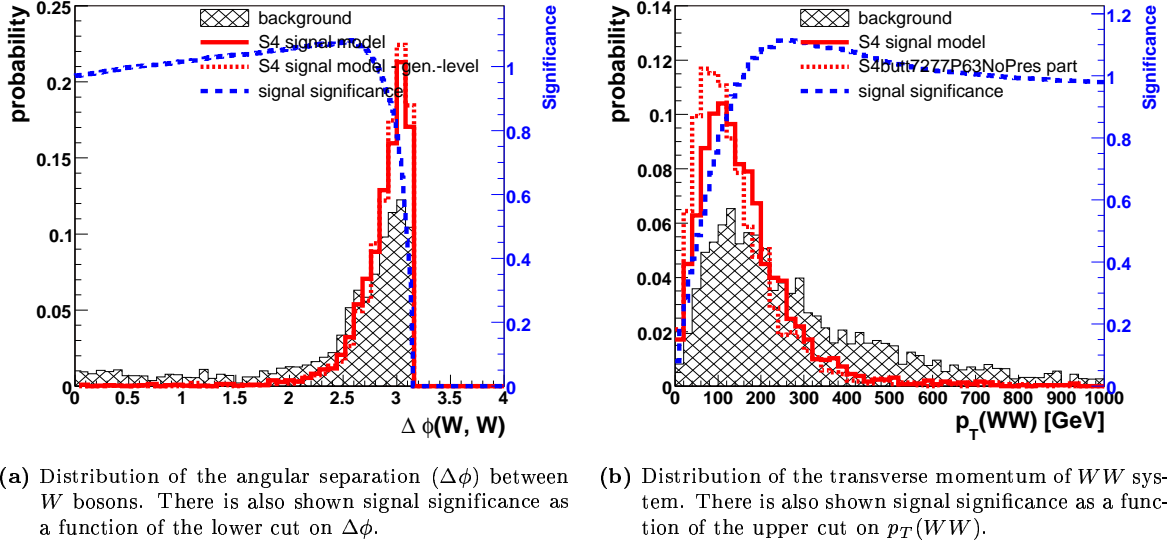 background
S4 signal model
S4 signal model - gen.-level
signal significance
probability
Significance
0.25
0.2
0.15
0.1
0.05
0
1
0.8
0.6
0.4
0.2
0
0 0.5 1 1.5 2 2.5 3 3.5 4
Δ ϕ(W, W)
background
S4 signal model
S4butt7277P63NoPres part
signal significance
probability
Significance
0.14
0.12
0.1
0.08
0.06
0.04
0.02
0
1.2
1
0.8
0.6
0.4
0.2
0
0 100 200 300 400 500 600 700 800 900 1000
p_T(WW) [GeV]
(a) Distribution of the angular separation (Δϕ) between
W bosons. There is also shown signal significance as
a function of the lower cut on Δϕ.
(b) Distribution of the transverse momentum of WW sys-
tem. There is also shown signal significance as a func-
tion of the upper cut on p_T(WW).